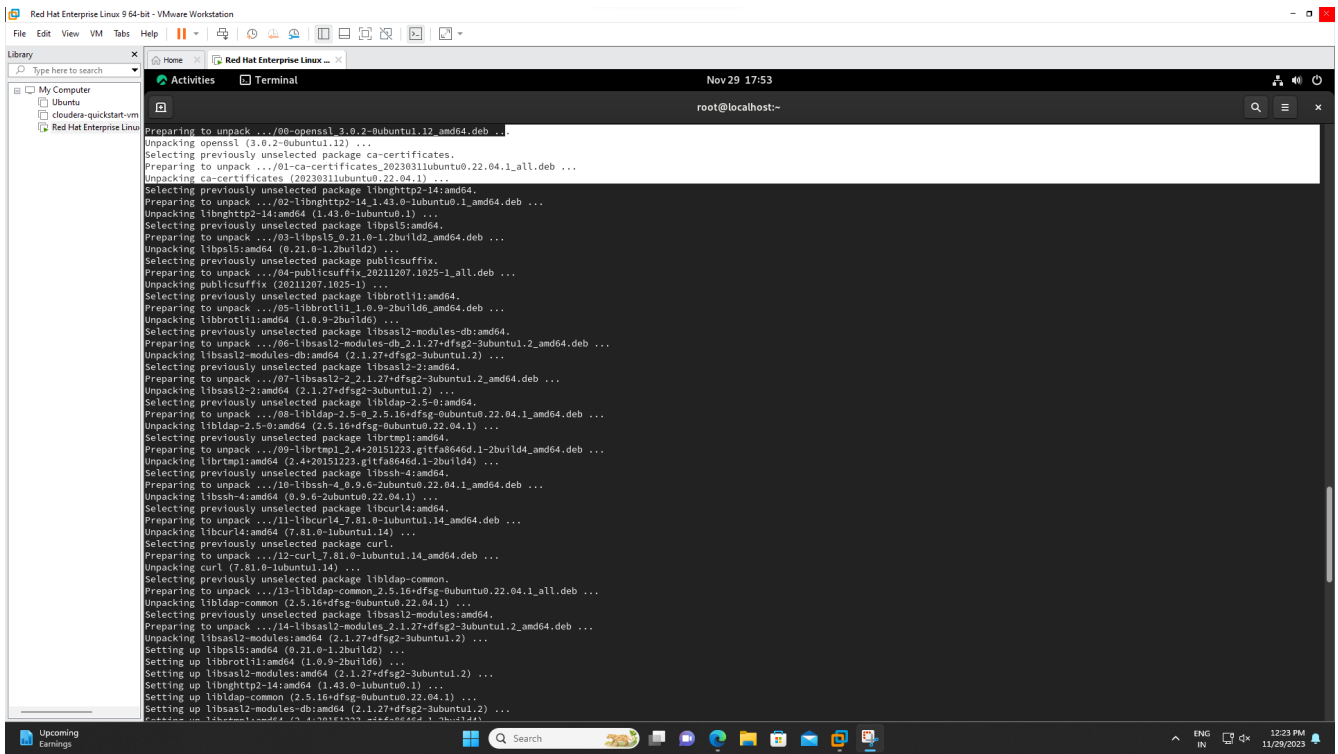 Red Hat Enterprise Linux 9 64-bit - VMware Workstation
File Edit View VM Tabs Help
Library
Home
Red Hat Enterprise Linux ...
Type here to search
My Computer
Ubuntu
cloudera-quickstart-vm
Red Hat Enterprise Linux
Activities Terminal Nov 29 17:53
root@localhost:~
Preparing to unpack .../00-openssl_3.0.2-0ubuntu1.12_amd64.deb ...
Unpacking openssl (3.0.2-0ubuntu1.12) ...
Selecting previously unselected package ca-certificates.
Preparing to unpack .../01-ca-certificates_20230311ubuntu0.22.04.1_all.deb ...
Unpacking ca-certificates (20230311ubuntu0.22.04.1) ...
Selecting previously unselected package libnghttp2-14:amd64.
Preparing to unpack .../02-libnghttp2-14_1.43.0-1ubuntu0.1_amd64.deb ...
Unpacking libnghttp2-14:amd64 (1.43.0-1ubuntu0.1) ...
Selecting previously unselected package libpsl5:amd64.
Preparing to unpack .../03-libpsl5_0.21.0-1.2build2_amd64.deb ...
Unpacking libpsl5:amd64 (0.21.0-1.2build2) ...
Selecting previously unselected package publicsuffix.
Preparing to unpack .../04-publicsuffix_20211207.1025-1_all.deb ...
Unpacking publicsuffix (20211207.1025-1) ...
Selecting previously unselected package libbrotli1:amd64.
Preparing to unpack .../05-libbrotli1_1.0.9-2build6_amd64.deb ...
Unpacking libbrotli1:amd64 (1.0.9-2build6) ...
Selecting previously unselected package libsasl2-modules-db:amd64.
Preparing to unpack .../06-libsasl2-modules-db_2.1.27+dfsg2-3ubuntu1.2_amd64.deb ...
Unpacking libsasl2-modules-db:amd64 (2.1.27+dfsg2-3ubuntu1.2) ...
Selecting previously unselected package libsasl2-2:amd64.
Preparing to unpack .../07-libsasl2-2_2.1.27+dfsg2-3ubuntu1.2_amd64.deb ...
Unpacking libsasl2-2:amd64 (2.1.27+dfsg2-3ubuntu1.2) ...
Selecting previously unselected package libldap-2.5-0:amd64.
Preparing to unpack .../08-libldap-2.5-0_2.5.16+dfsg-0ubuntu0.22.04.1_amd64.deb ...
Unpacking libldap-2.5-0:amd64 (2.5.16+dfsg-0ubuntu0.22.04.1) ...
Selecting previously unselected package librtmp1:amd64.
Preparing to unpack .../09-librtmp1_2.4+20151223.gitfa8646d.1-2build4_amd64.deb ...
Unpacking librtmp1:amd64 (2.4+20151223.gitfa8646d.1-2build4) ...
Selecting previously unselected package libssh-4:amd64.
Preparing to unpack .../10-libssh-4_0.9.6-2ubuntu0.22.04.1_amd64.deb ...
Unpacking libssh-4:amd64 (0.9.6-2ubuntu0.22.04.1) ...
Selecting previously unselected package libcurl4:amd64.
Preparing to unpack .../11-libcurl4_7.81.0-1ubuntu1.14_amd64.deb ...
Unpacking libcurl4:amd64 (7.81.0-1ubuntu1.14) ...
Selecting previously unselected package curl.
Preparing to unpack .../12-curl_7.81.0-1ubuntu1.14_amd64.deb ...
Unpacking curl (7.81.0-1ubuntu1.14) ...
Selecting previously unselected package libldap-common.
Preparing to unpack .../13-libldap-common_2.5.16+dfsg-0ubuntu0.22.04.1_all.deb ...
Unpacking libldap-common (2.5.16+dfsg-0ubuntu0.22.04.1) ...
Selecting previously unselected package libsasl2-modules:amd64.
Preparing to unpack .../14-libsasl2-modules_2.1.27+dfsg2-3ubuntu1.2_amd64.deb ...
Unpacking libsasl2-modules:amd64 (2.1.27+dfsg2-3ubuntu1.2) ...
Setting up libpsl5:amd64 (0.21.0-1.2build2) ...
Setting up libbrotli1:amd64 (1.0.9-2build6) ...
Setting up libsasl2-modules:amd64 (2.1.27+dfsg2-3ubuntu1.2) ...
Setting up libnghttp2-14:amd64 (1.43.0-1ubuntu0.1) ...
Setting up libldap-common (2.5.16+dfsg-0ubuntu0.22.04.1) ...
Setting up libsasl2-modules-db:amd64 (2.1.27+dfsg2-3ubuntu1.2) ...
Setting up librtmp1:amd64 (2.4+20151223.gitfa8646d.1-2build4)
Upcoming
Earnings
Search
ENG
IN
12:23 PM
11/29/2023